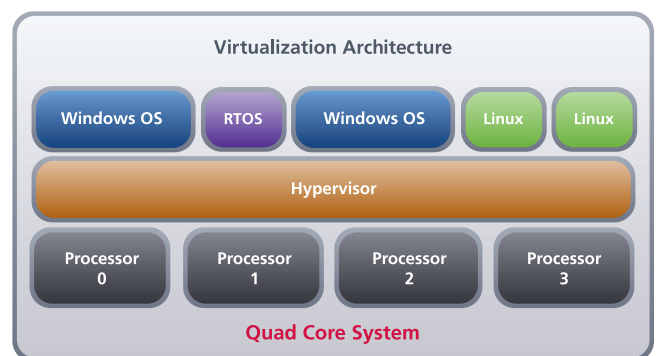 Virtualization Architecture
Windows OS
RTOS
Windows OS
Linux
Linux
Hypervisor
Processor
0
Processor
1
Processor
2
Processor
3
Quad Core System